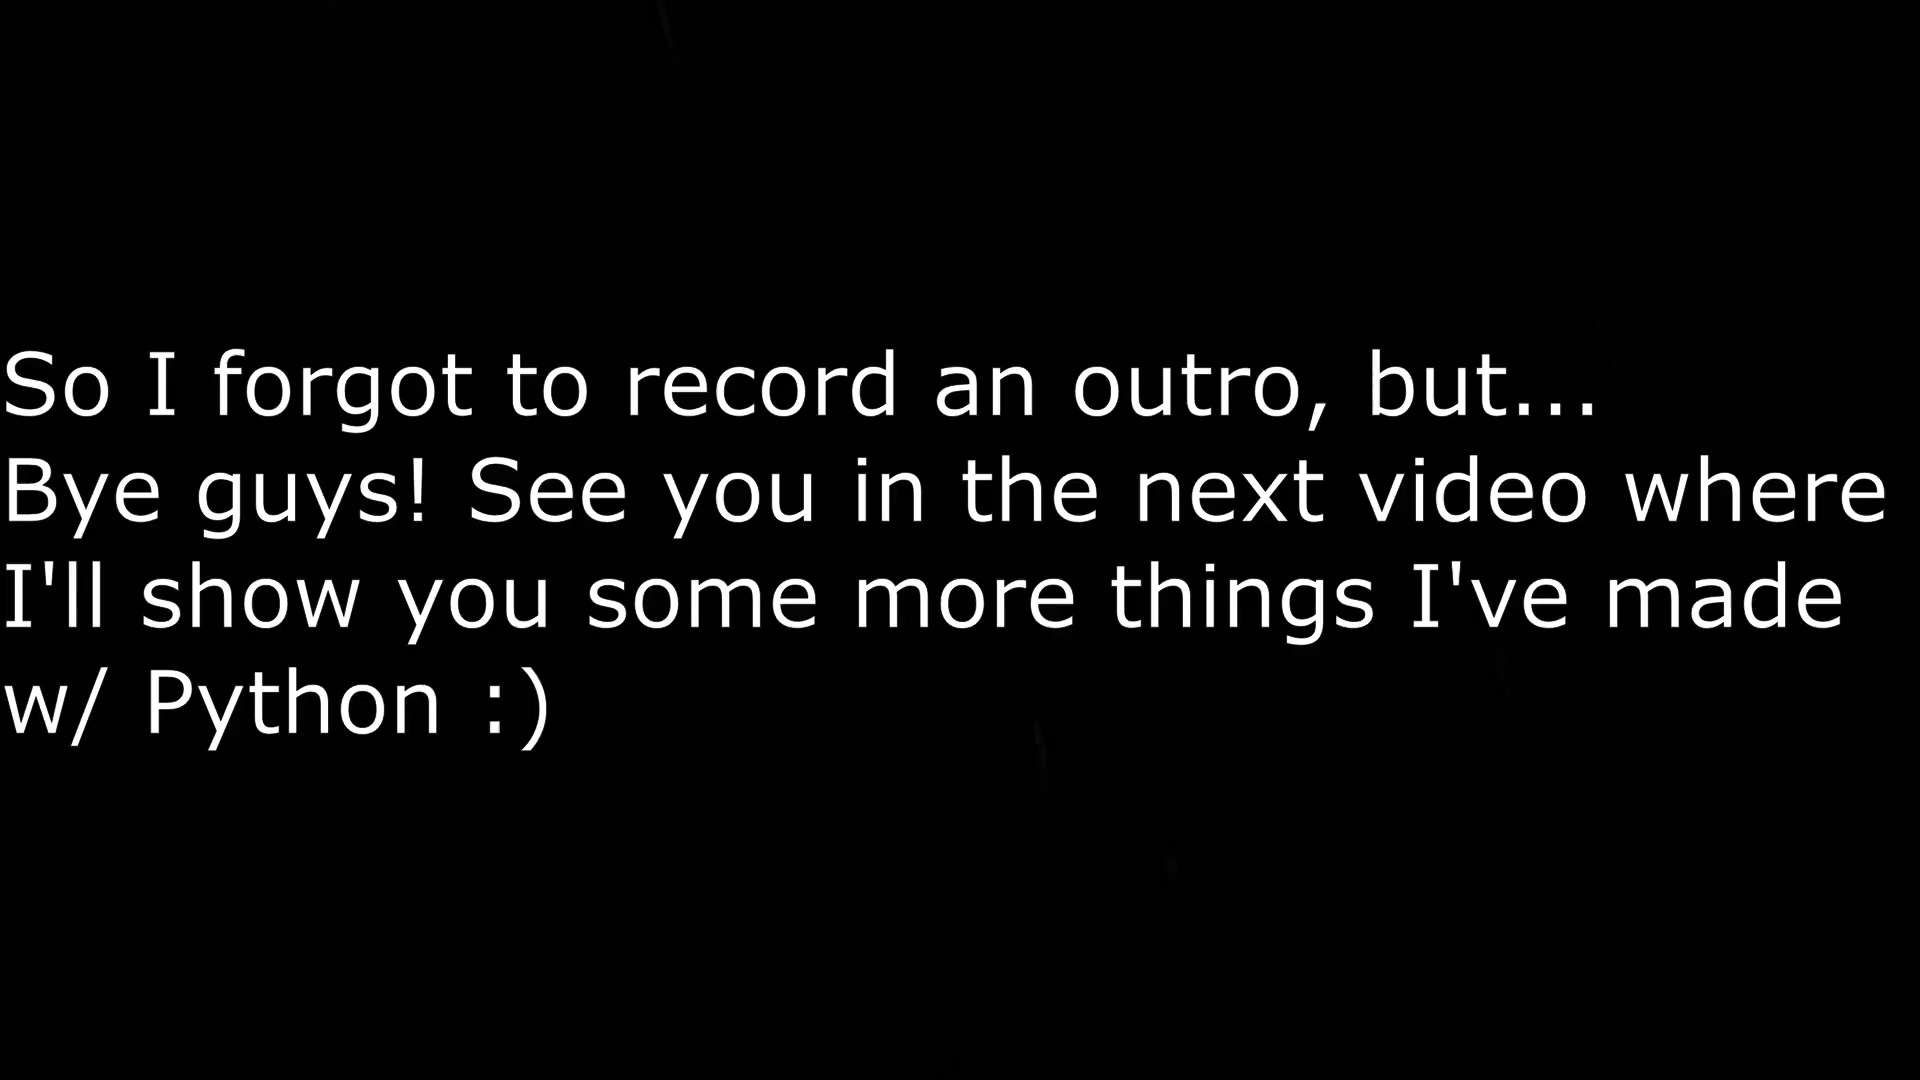 So I forgot to record an outro, but...
Bye guys! See you in the next video where
I'll show you some more things I've made
w/ Python :)